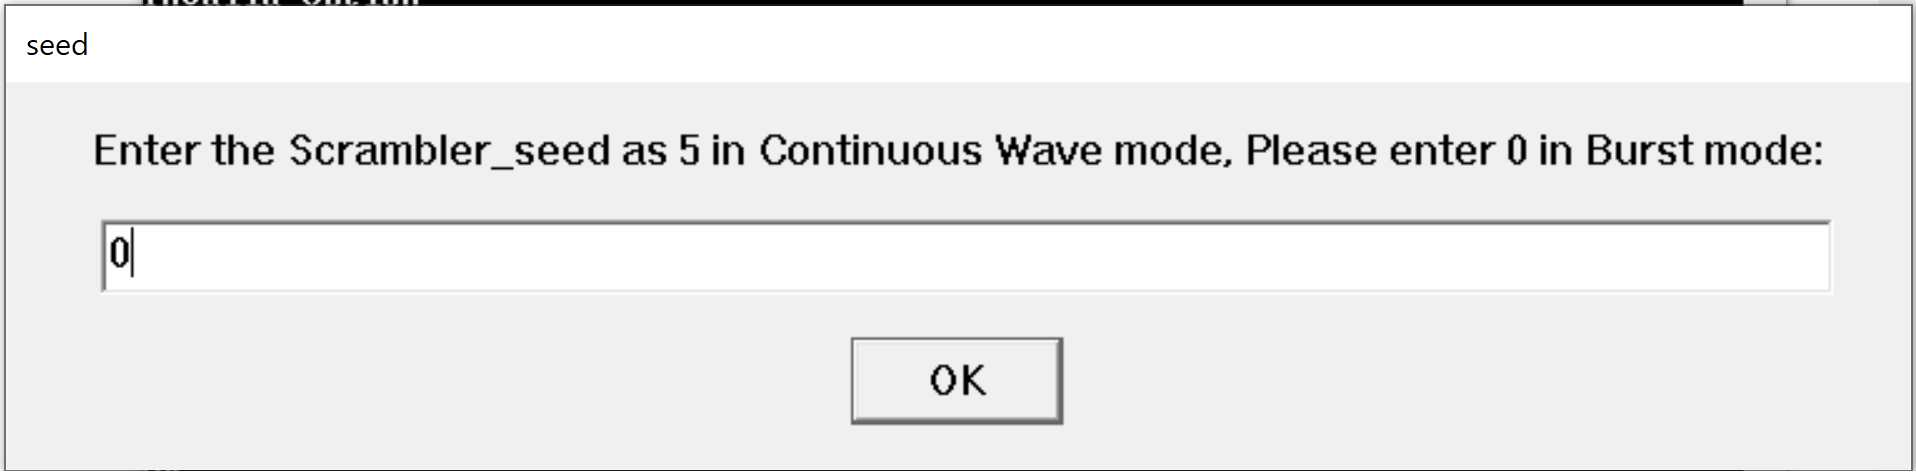 seed
Enter the Scrambler_seed as 5 in Continuous Wave mode, Please enter 0 in Burst mode:
0
OK